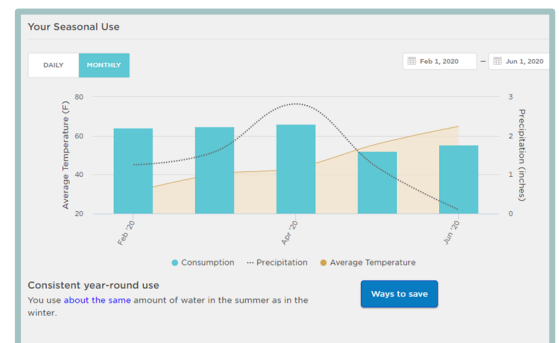 Your Seasonal Use
DAILY
MONTHLY
Feb 1, 2020 – Jun 1, 2020
80
60
40
20
Average Temperature (F)
3
2
1
0
Precipitation (inches)
Feb '20
Apr '20
Jun '20
Consumption
Precipitation
Average Temperature
Consistent year-round use
You use about the same amount of water in the summer as in the
winter.
Ways to save